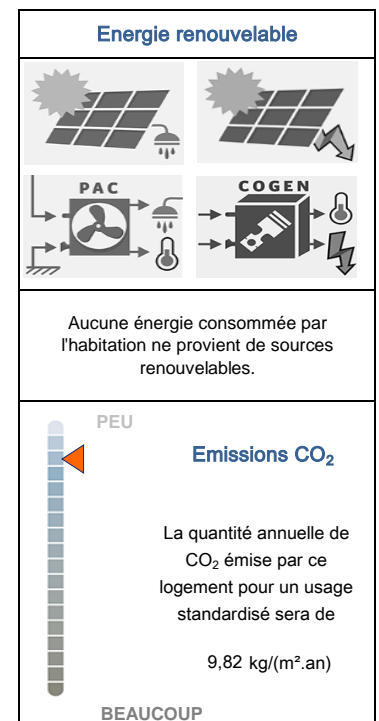 Energie renouvelable
PAC
COGEN
Aucune énergie consommée par
l'habitation ne provient de sources
renouvelables.
PEU
Emissions CO₂
La quantité annuelle de
CO₂ émise par ce
logement pour un usage
standardisé sera de
9,82 kg/(m².an)
BEAUCOUP